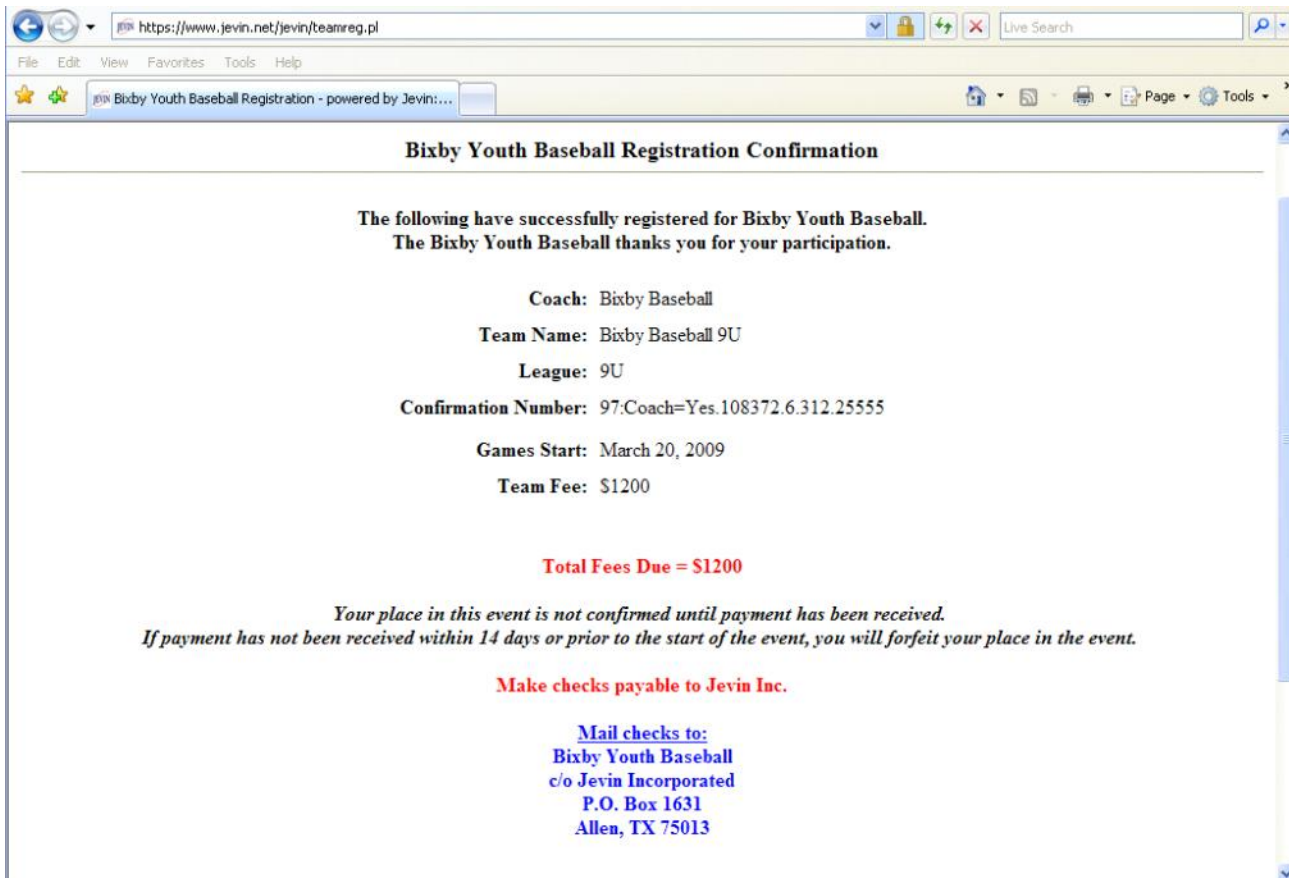 https://www.jevin.net/jevin/teamreg.pl
Live Search
File Edit View Favorites Tools Help
Bixby Youth Baseball Registration - powered by Jevin:...
Page
Tools
Bixby Youth Baseball Registration Confirmation
The following have successfully registered for Bixby Youth Baseball.
The Bixby Youth Baseball thanks you for your participation.
Coach: Bixby Baseball
Team Name: Bixby Baseball 9U
League: 9U
Confirmation Number: 97:Coach=Yes.108372.6.312.25555
Games Start: March 20, 2009
Team Fee: $1200
Total Fees Due = $1200
Your place in this event is not confirmed until payment has been received.
If payment has not been received within 14 days or prior to the start of the event, you will forfeit your place in the event.
Make checks payable to Jevin Inc.
Mail checks to:
Bixby Youth Baseball
c/o Jevin Incorporated
P.O. Box 1631
Allen, TX 75013